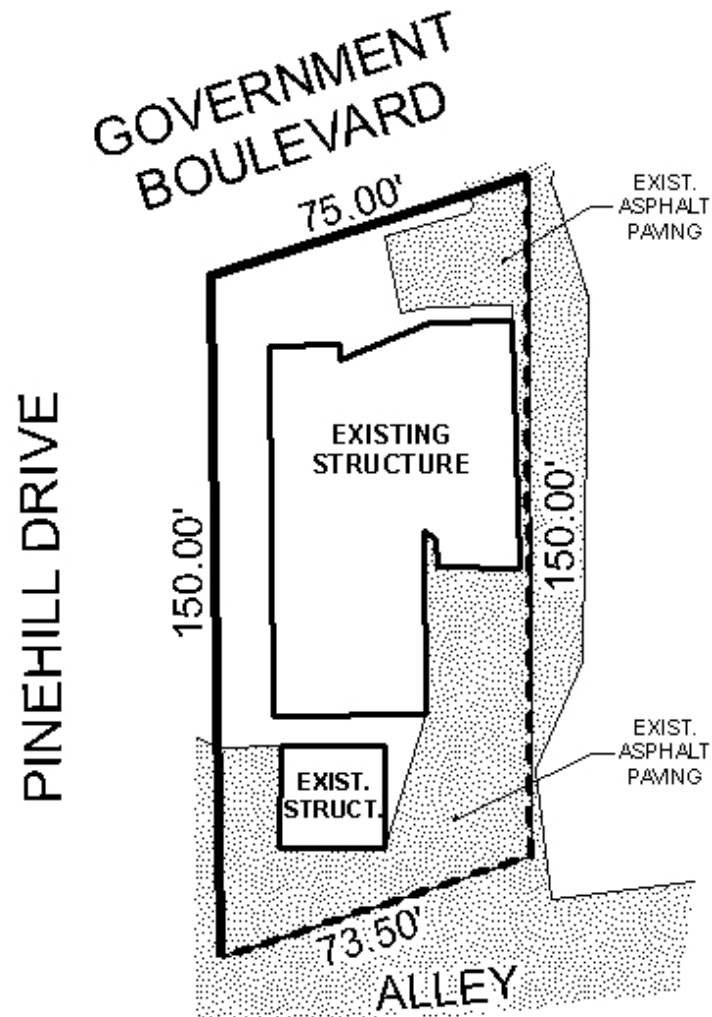 GOVERNMENT
BOULEVARD
75.00'
EXIST.
ASPHALT
PAVING
EXISTING
STRUCTURE
PINEHILL DRIVE
150.00'
150.00'
EXIST.
ASPHALT
PAVING
EXIST.
STRUCT.
73.50'
ALLEY